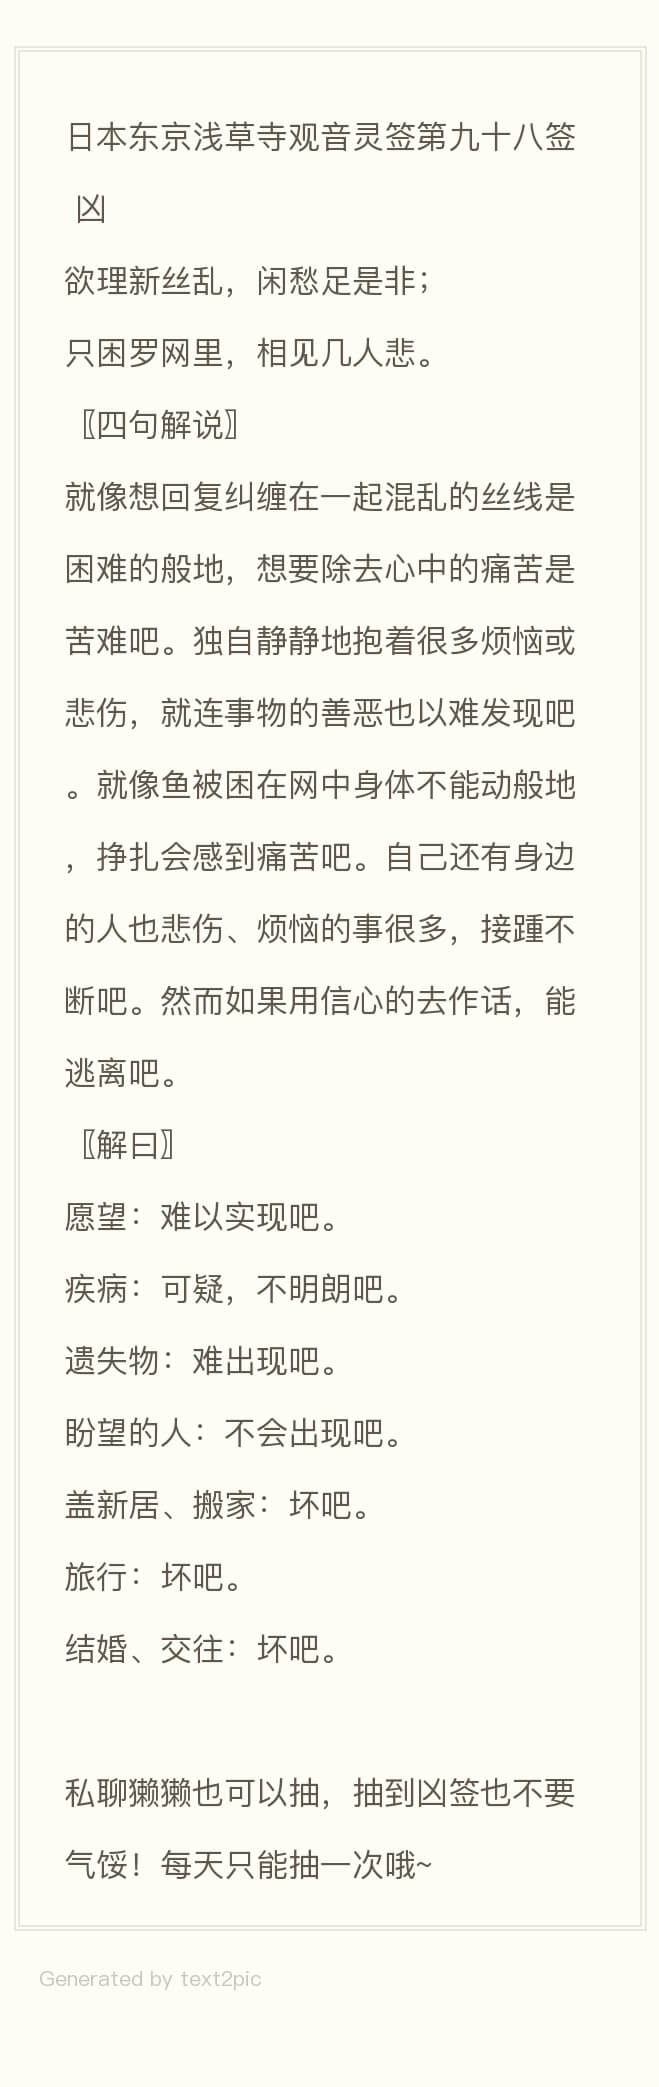 日本东京浅草寺观音灵签第九十八签
凶
欲理新丝乱，闲愁足是非；
只困罗网里，相见几人悲。
〖四句解说〗
就像想回复纠缠在一起混乱的丝线是
困难的般地，想要除去心中的痛苦是
苦难吧。独自静静地抱着很多烦恼或
悲伤，就连事物的善恶也以难发现吧
。就像鱼被困在网中身体不能动般地
，挣扎会感到痛苦吧。自己还有身边
的人也悲伤、烦恼的事很多，接踵不
断吧。然而如果用信心的去作话，能
逃离吧。
〖解曰〗
愿望：难以实现吧。
疾病：可疑，不明朗吧。
遗失物：难出现吧。
盼望的人：不会出现吧。
盖新居、搬家：坏吧。
旅行：坏吧。
结婚、交往：坏吧。
私聊獭獭也可以抽，抽到凶签也不要
气馁！每天只能抽一次哦~
Generated by text2pic